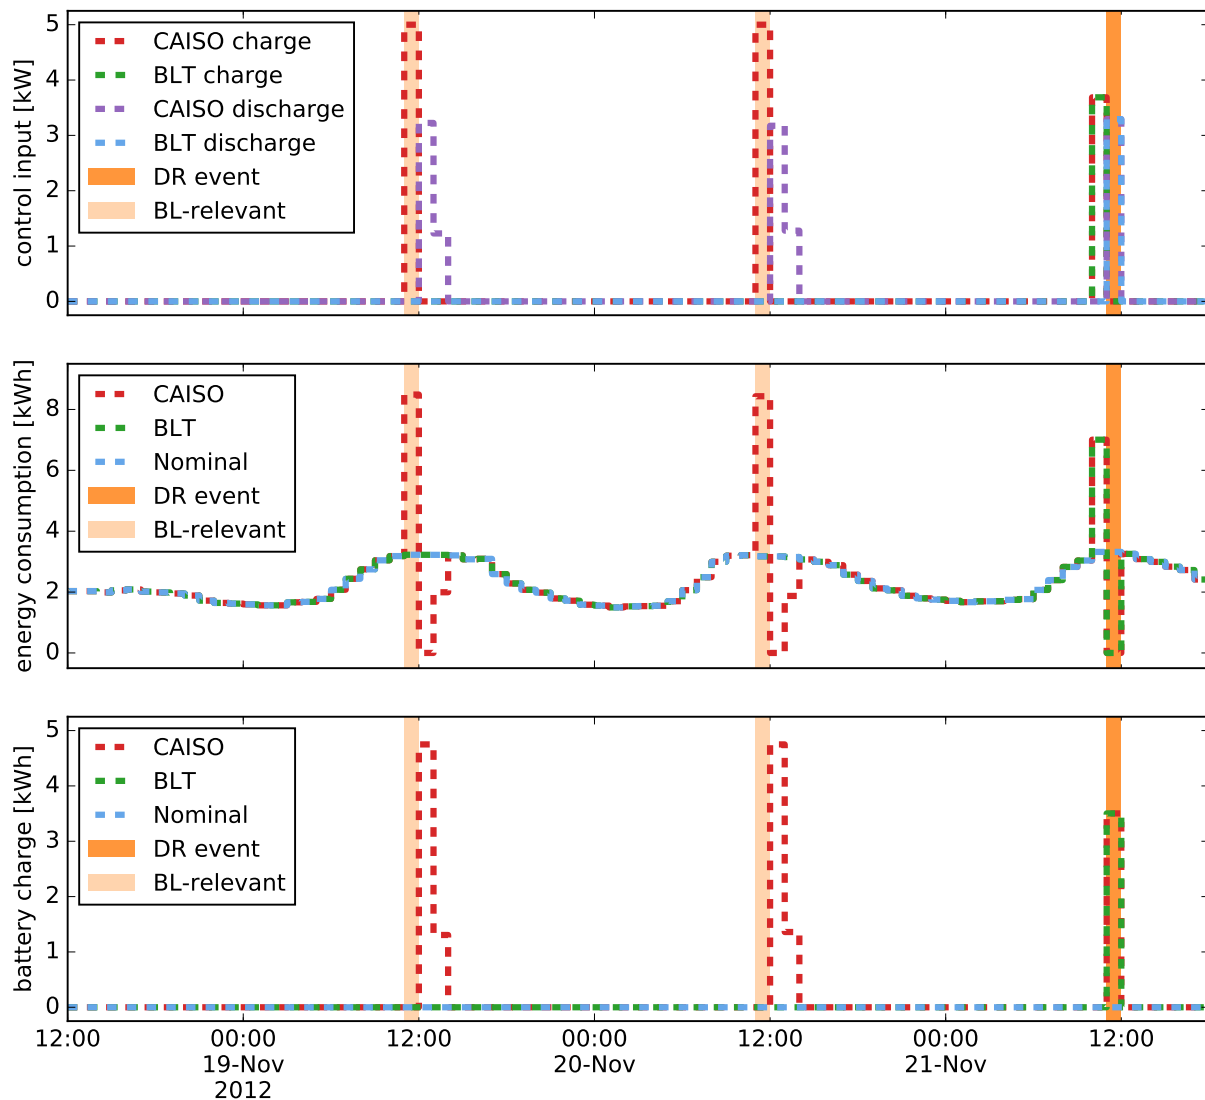 control input [kW]
5
4
3
2
1
0
CAISO charge
BLT charge
CAISO discharge
BLT discharge
DR event
BL-relevant
energy consumption [kWh]
8
6
4
2
0
CAISO
BLT
Nominal
DR event
BL-relevant
battery charge [kWh]
5
4
3
2
1
0
CAISO
BLT
Nominal
DR event
BL-relevant
12:00 00:00 12:00 00:00 12:00 00:00 12:00
19-Nov 20-Nov 21-Nov
2012